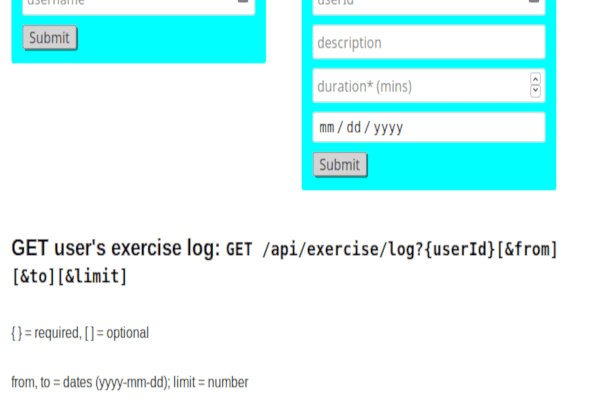 username
userId
Submit
description
duration* (mins)
mm / dd / yyyy
Submit
GET user's exercise log: GET /api/exercise/log?{userId}[&from]
[&to][&limit]
{ } = required, [ ] = optional
from, to = dates (yyyy-mm-dd); limit = number